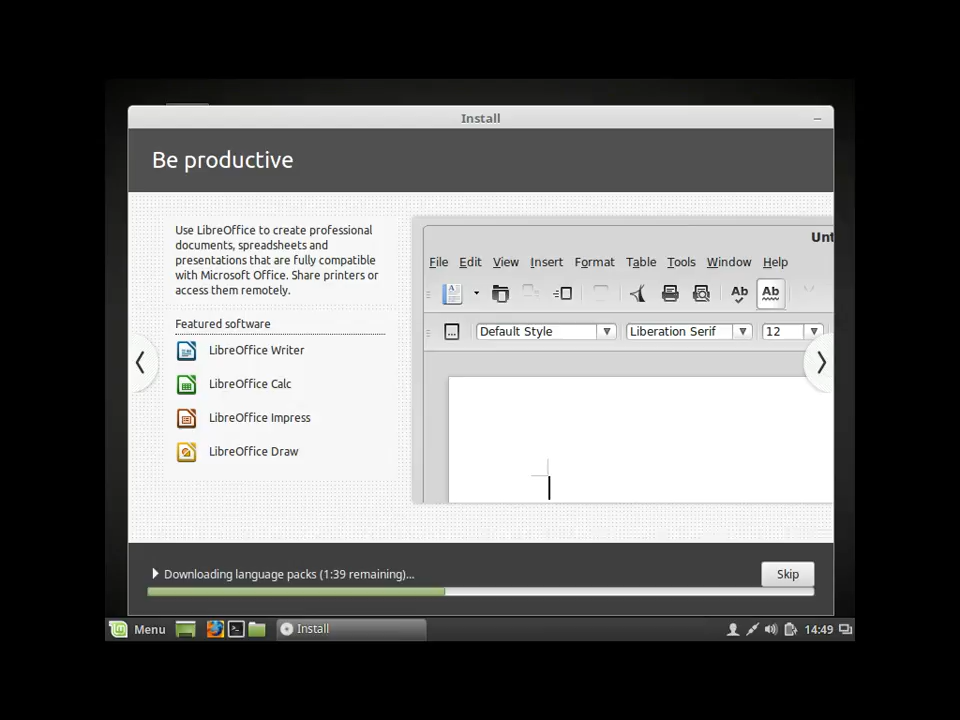 Install
Be productive
Use LibreOffice to create professional
documents, spreadsheets and
presentations that are fully compatible
with Microsoft Office. Share printers or
access them remotely.
Featured software
LibreOffice Writer
LibreOffice Calc
LibreOffice Impress
LibreOffice Draw
Unt
File Edit View Insert Format Table Tools Window Help
Default Style Liberation Serif 12
Downloading language packs (1:39 remaining)...
Skip
Menu Install 14:49